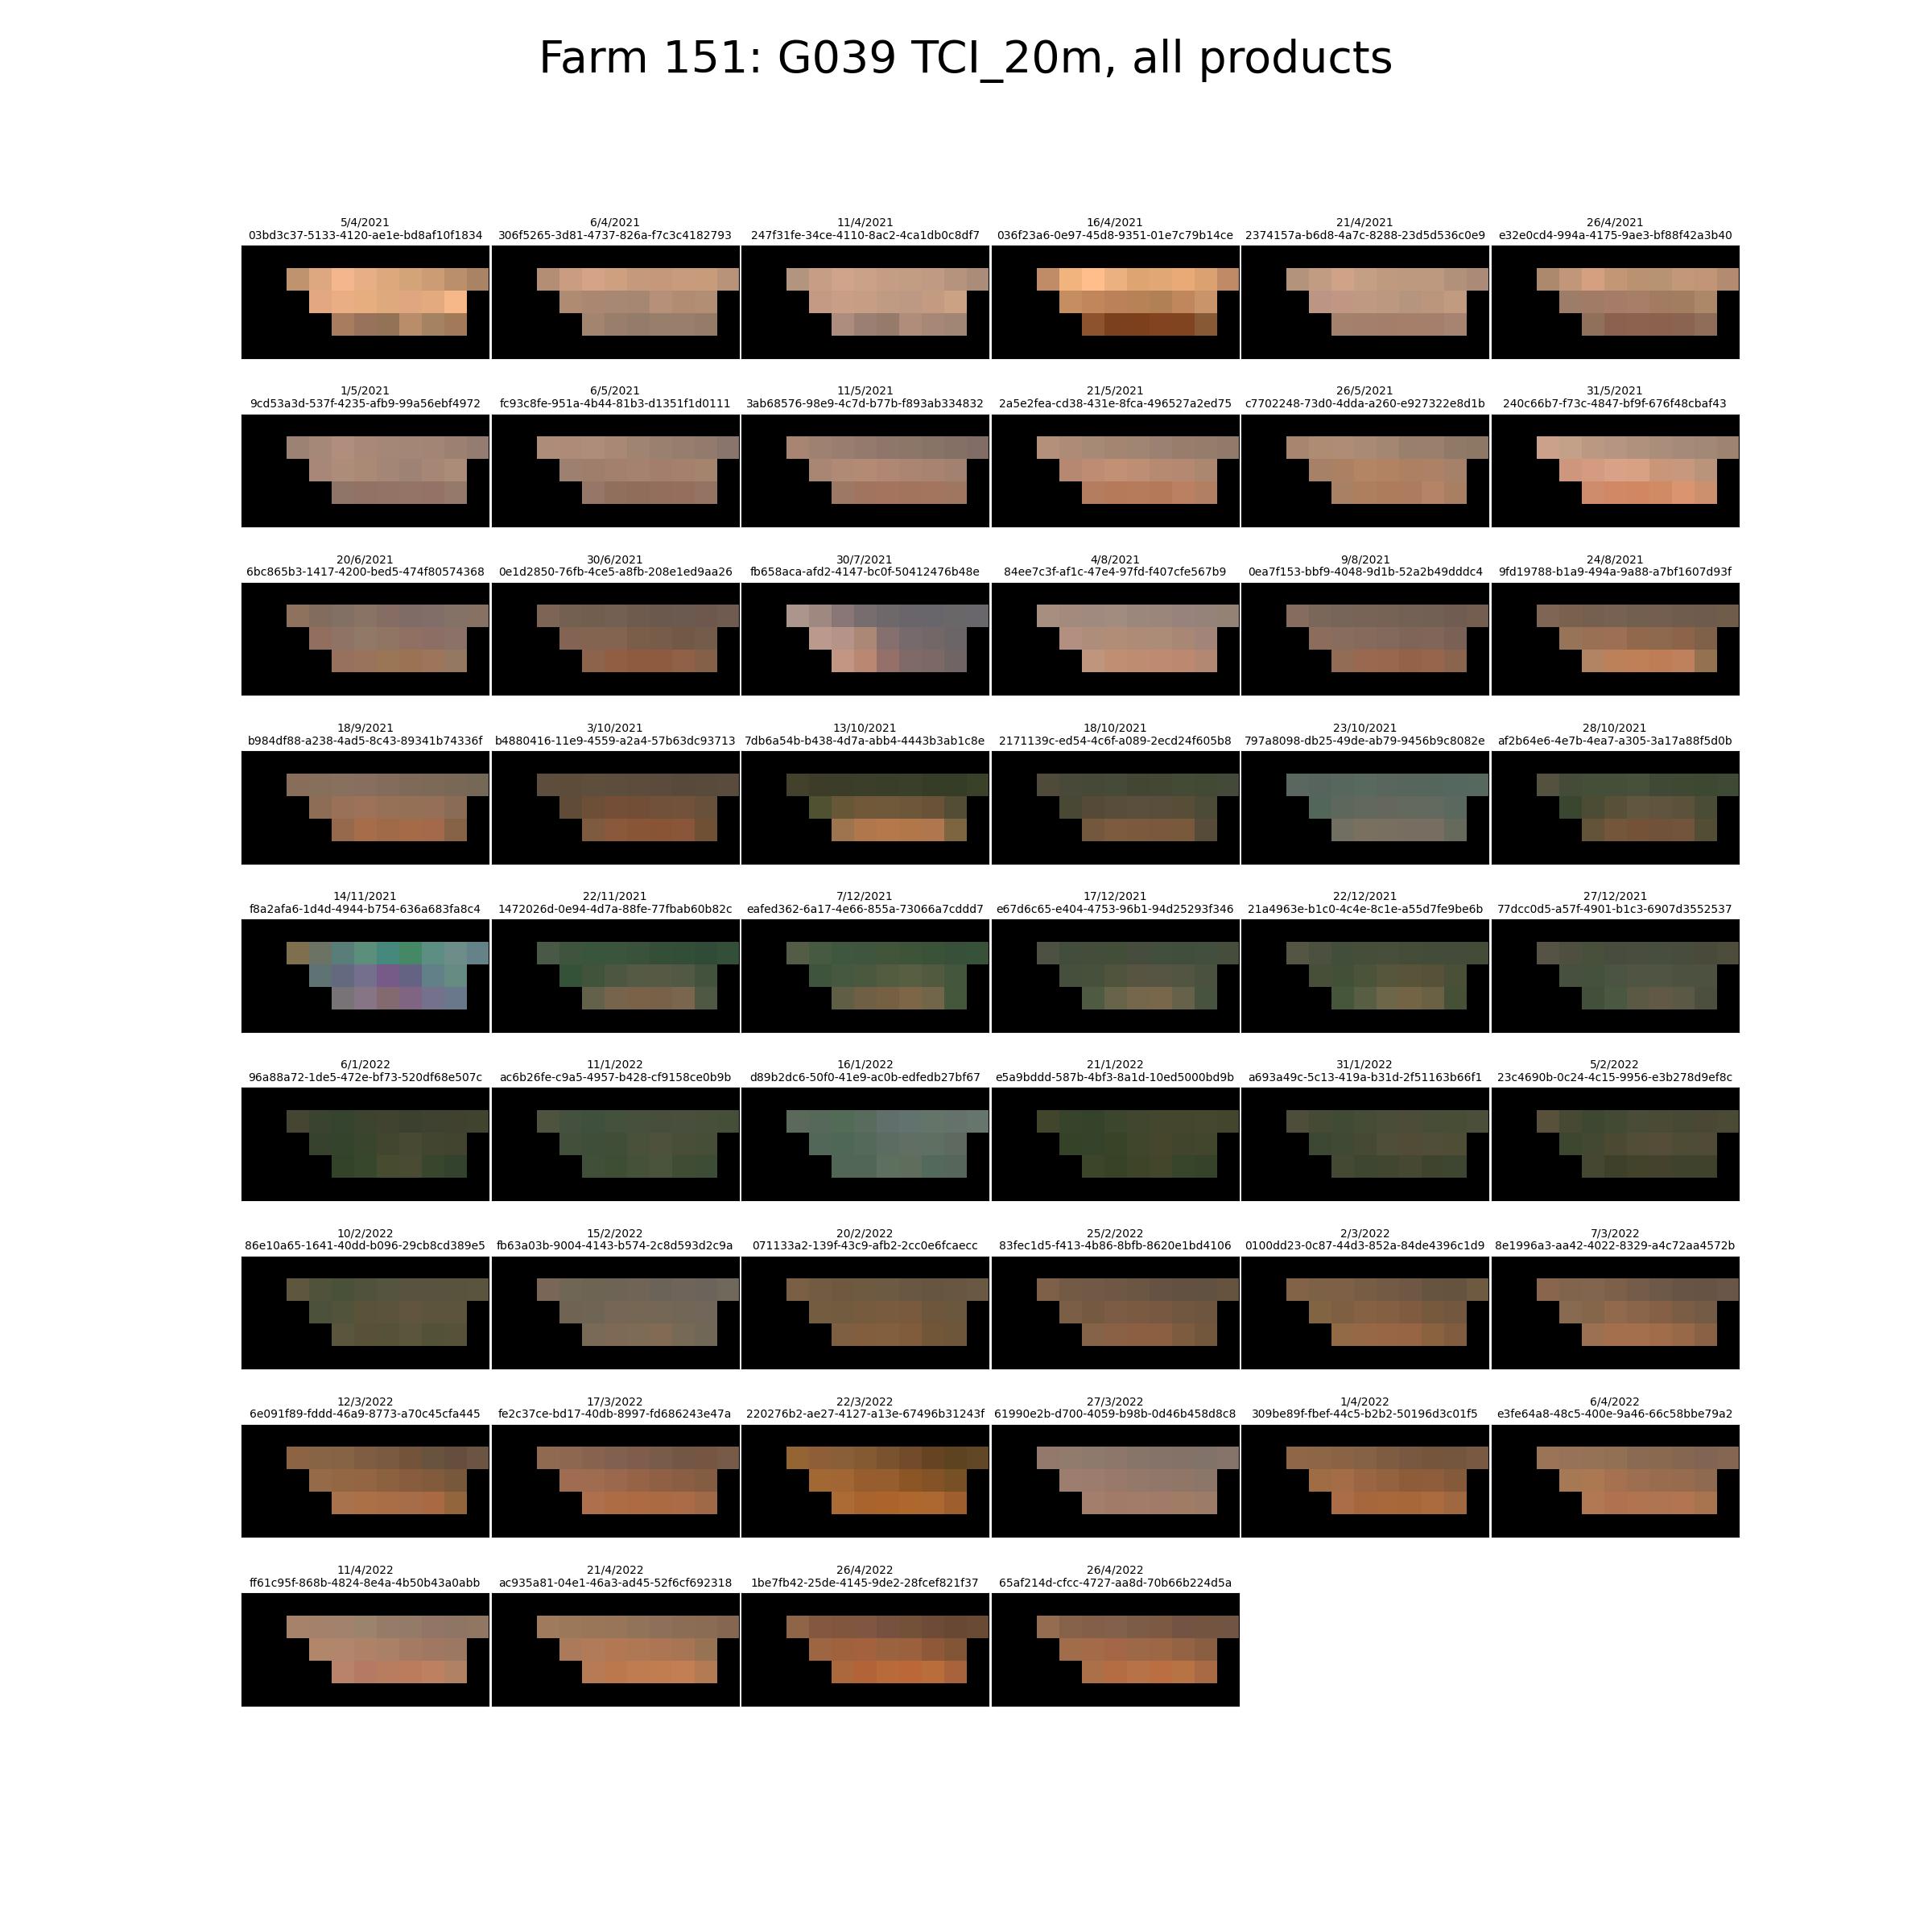 Farm 151: G039 TCI_20m, all products
5/4/2021 6/4/2021 11/4/2021 16/4/2021 21/4/2021 26/4/2021
03bd3c37-5133-4120-ae1e-bd8af10f1834 306f5265-3d81-4737-826a-f7c3c4182793 247f31fe-34ce-4110-8ac2-4ca1db0c8df7 036f23a6-0e97-45d8-9351-01e7c79b14ce 2374157a-b6d8-4a7c-8288-23d5d536c0e9 e32e0cd4-994a-4175-9ae3-bf88f42a3b40
1/5/2021 6/5/2021 11/5/2021 21/5/2021 26/5/2021 31/5/2021
9cd53a3d-537f-4235-afb9-99a56ebf4972 fc93c8fe-951a-4b44-81b3-d1351f1d0111 3ab68576-98e9-4c7d-b77b-f893ab334832 2a5e2fea-cd38-431e-8fca-496527a2ed75 c7702248-73d0-4dda-a260-e927322e8d1b 240c66b7-f73c-4847-bf9f-676f48cbaf43
20/6/2021 30/6/2021 30/7/2021 4/8/2021 9/8/2021 24/8/2021
6bc865b3-1417-4200-bed5-474f80574368 0e1d2850-76fb-4ce5-a8fb-208e1ed9aa26 fb658aca-afd2-4147-bc0f-50412476b48e 84ee7c3f-af1c-47e4-97fd-f407cfe567b9 0ea7f153-bbf9-4048-9d1b-52a2b49dddc4 9fd19788-b1a9-494a-9a88-a7bf1607d93f
18/9/2021 3/10/2021 13/10/2021 18/10/2021 23/10/2021 28/10/2021
b984df88-a238-4ad5-8c43-89341b74336f b4880416-11e9-4559-a2a4-57b63dc93713 7db6a54b-b438-4d7a-abb4-4443b3ab1c8e 2171139c-ed54-4c6f-a089-2ecd24f605b8 797a8098-db25-49de-ab79-9456b9c8082e af2b64e6-4e7b-4ea7-a305-3a17a88f5d0b
14/11/2021 22/11/2021 7/12/2021 17/12/2021 22/12/2021 27/12/2021
f8a2afa6-1d4d-4944-b754-636a683fa8c4 1472026d-0e94-4d7a-88fe-77fbab60b82c eafed362-6a17-4e66-855a-73066a7cddd7 e67d6c65-e404-4753-96b1-94d25293f346 21a4963e-b1c0-4c4e-8c1e-a55d7fe9be6b 77dcc0d5-a57f-4901-b1c3-6907d3552537
6/1/2022 11/1/2022 16/1/2022 21/1/2022 31/1/2022 5/2/2022
96a88a72-1de5-472e-bf73-520df68e507c ac6b26fe-c9a5-4957-b428-cf9158ce0b9b d89b2dc6-50f0-41e9-ac0b-edfedb27bf67 e5a9bddd-587b-4bf3-8a1d-10ed5000bd9b a693a49c-5c13-419a-b31d-2f51163b66f1 23c4690b-0c24-4c15-9956-e3b278d9ef8c
10/2/2022 15/2/2022 20/2/2022 25/2/2022 2/3/2022 7/3/2022
86e10a65-1641-40dd-b096-29cb8cd389e5 fb63a03b-9004-4143-b574-2c8d593d2c9a 071133a2-139f-43c9-afb2-2cc0e6fcaecc 83fec1d5-f413-4b86-8bfb-8620e1bd4106 0100dd23-0c87-44d3-852a-84de4396c1d9 8e1996a3-aa42-4022-8329-a4c72aa4572b
12/3/2022 17/3/2022 22/3/2022 27/3/2022 1/4/2022 6/4/2022
6e091f89-fddd-46a9-8773-a70c45cfa445 fe2c37ce-bd17-40db-8997-fd686243e47a 220276b2-ae27-4127-a13e-67496b31243f 61990e2b-d700-4059-b98b-0d46b458d8c8 309be89f-fbef-44c5-b2b2-50196d3c01f5 e3fe64a8-48c5-400e-9a46-66c58bbe79a2
11/4/2022 21/4/2022 26/4/2022 26/4/2022
ff61c95f-868b-4824-8e4a-4b50b43a0abb ac935a81-04e1-46a3-ad45-52f6cf692318 1be7fb42-25de-4145-9de2-28fcef821f37 65af214d-cfcc-4727-aa8d-70b66b224d5a